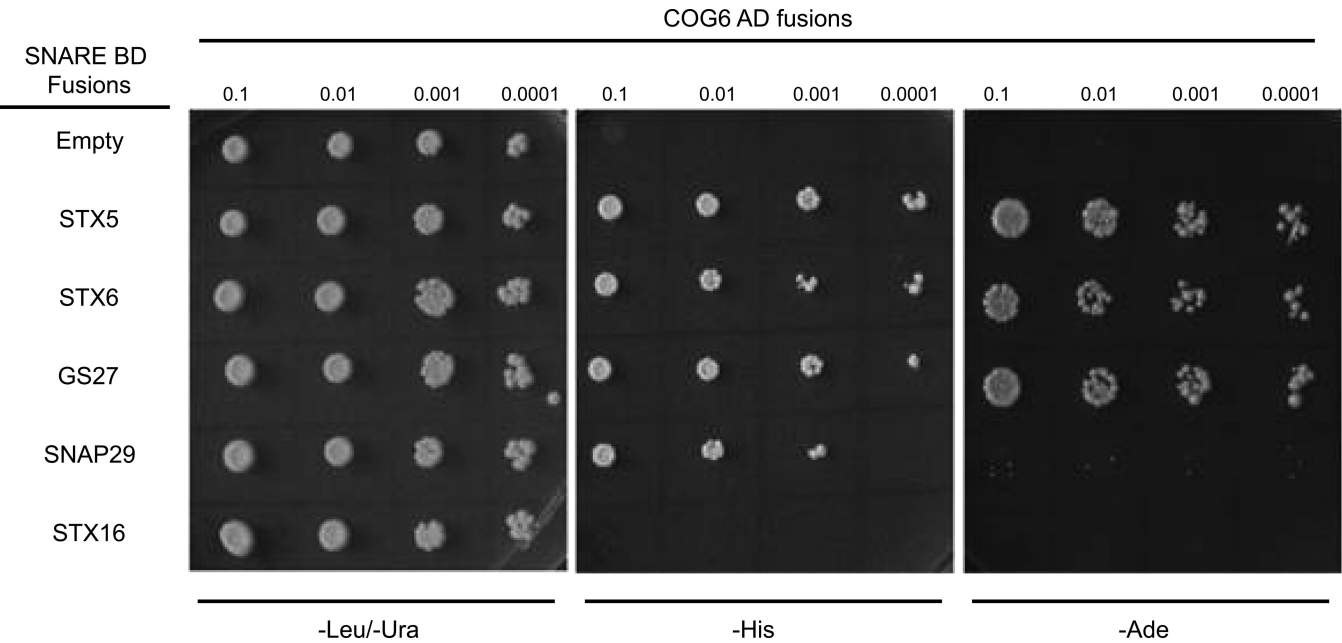 COG6 AD fusions
SNARE BD
Fusions
0.1 0.01 0.001 0.0001 0.1 0.01 0.001 0.0001 0.1 0.01 0.001 0.0001
Empty
STX5
STX6
GS27
SNAP29
STX16
-Leu/-Ura -His -Ade